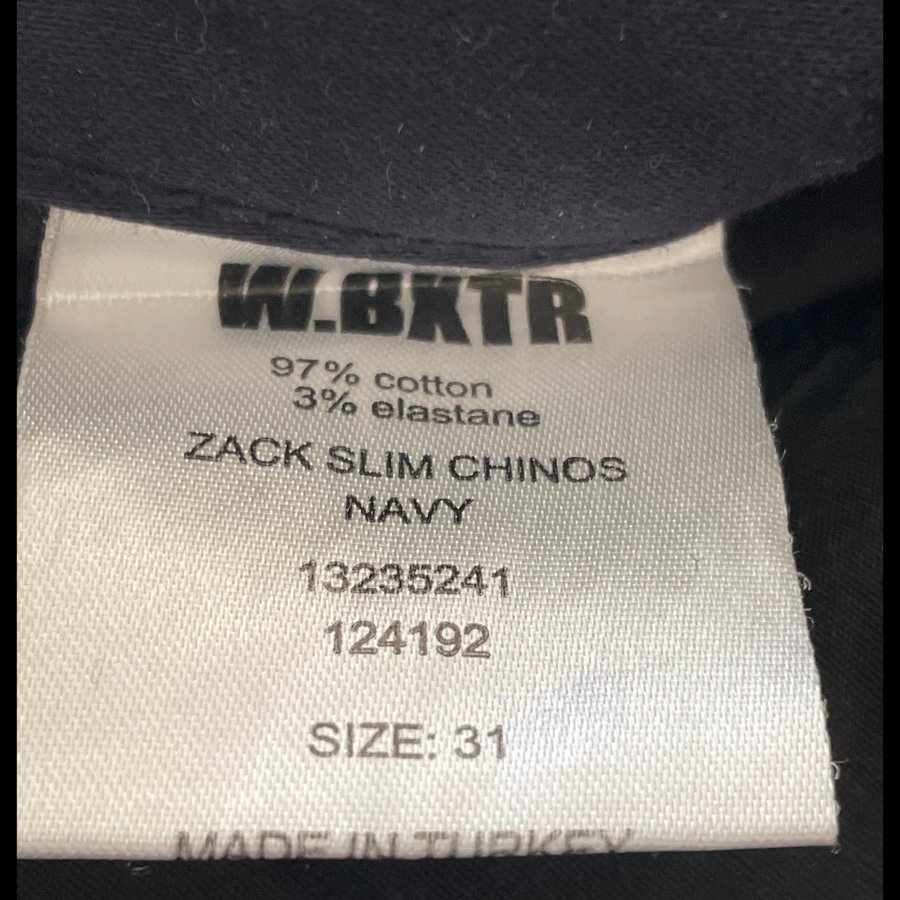 W.BXTR
97% cotton
3% elastane
ZACK SLIM CHINOS
NAVY
13235241
124192
SIZE: 31
MADE IN TURKEY